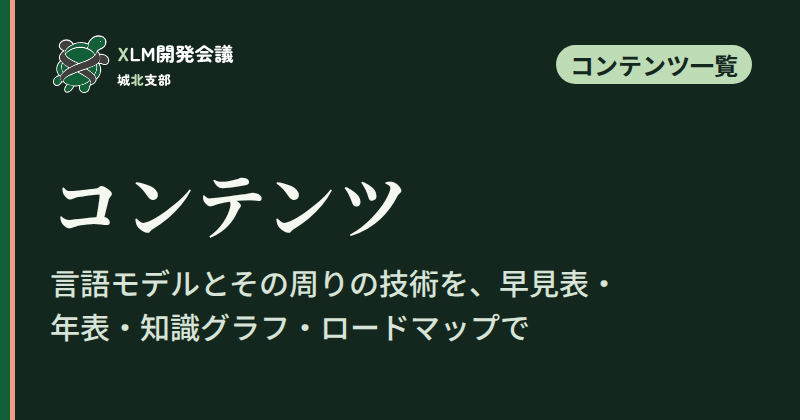 XLM開発会議
城北支部
コンテンツ一覧
コンテンツ
言語モデルとその周りの技術を、早見表・
年表・知識グラフ・ロードマップで